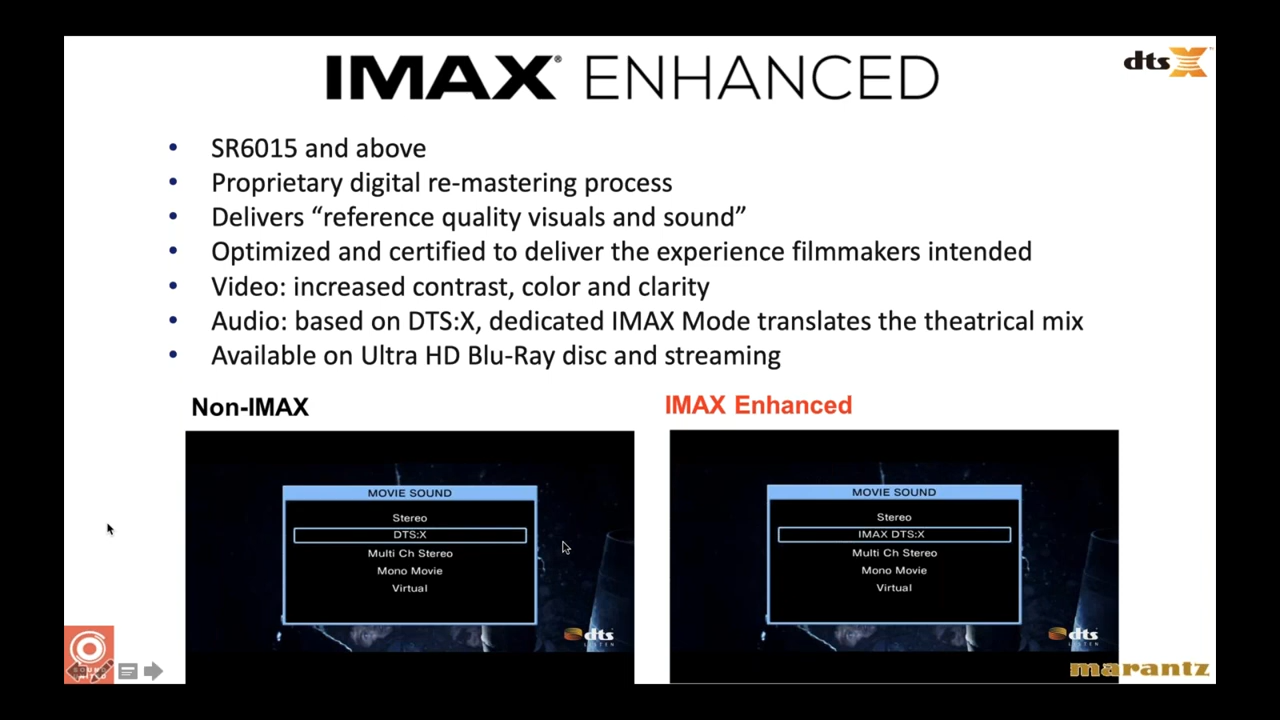 IMAX® ENHANCED
dts X
• SR6015 and above
• Proprietary digital re-mastering process
• Delivers “reference quality visuals and sound”
• Optimized and certified to deliver the experience filmmakers intended
• Video: increased contrast, color and clarity
• Audio: based on DTS:X, dedicated IMAX Mode translates the theatrical mix
• Available on Ultra HD Blu-Ray disc and streaming
Non-IMAX
MOVIE SOUND
Stereo
DTS:X
Multi Ch Stereo
Mono Movie
Virtual
dts
LISTEN
IMAX Enhanced
MOVIE SOUND
Stereo
IMAX DTS:X
Multi Ch Stereo
Mono Movie
Virtual
dts
LISTEN
marantz